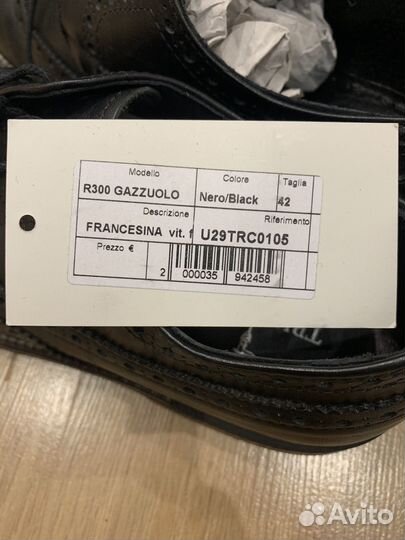 Modello Colore Taglia
R300 GAZZUOLO Nero/Black 42
Descrizione Riferimento
FRANCESINA vit. f U29TRC0105
Prezzo €
2 000035 942458
Avito